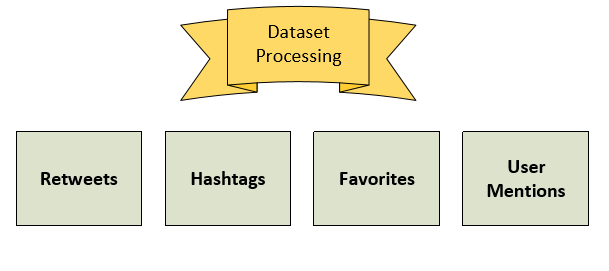 Dataset
Processing
Retweets
Hashtags
Favorites
User
Mentions